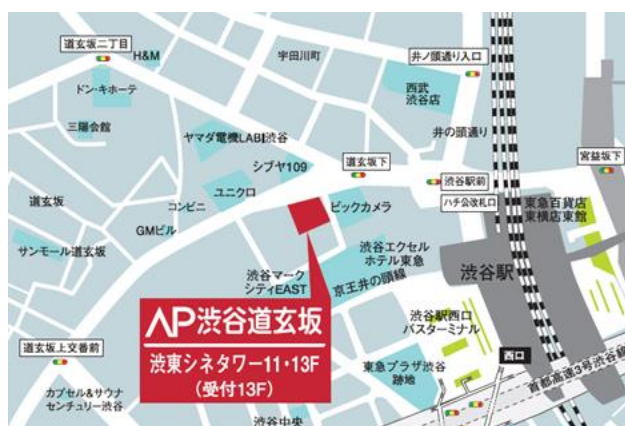 道玄坂二丁目
H&M
宇田川町
井ノ頭通り入口
ドン・キホーテ
西武
渋谷店
三陽会館
ヤマダ電機LABI渋谷
井の頭通り
シブヤ109
道玄坂下
宮益坂下
渋谷駅前
道玄坂
ユニクロ
コンビニ
ビックカメラ
ハチ公改札口
東急百貨店
東横店東館
GMビル
サンモール道玄坂
渋谷エクセル
ホテル東急
渋谷駅
渋谷マーク
シティEAST
京王井の頭線
AP渋谷道玄坂
渋東シネタワー11・13F
(受付13F)
渋谷駅西口
バスターミナル
道玄坂上交番前
西口
東急プラザ渋谷
跡地
首都高速3号渋谷線
カプセル&サウナ
センチュリー渋谷
渋谷中央